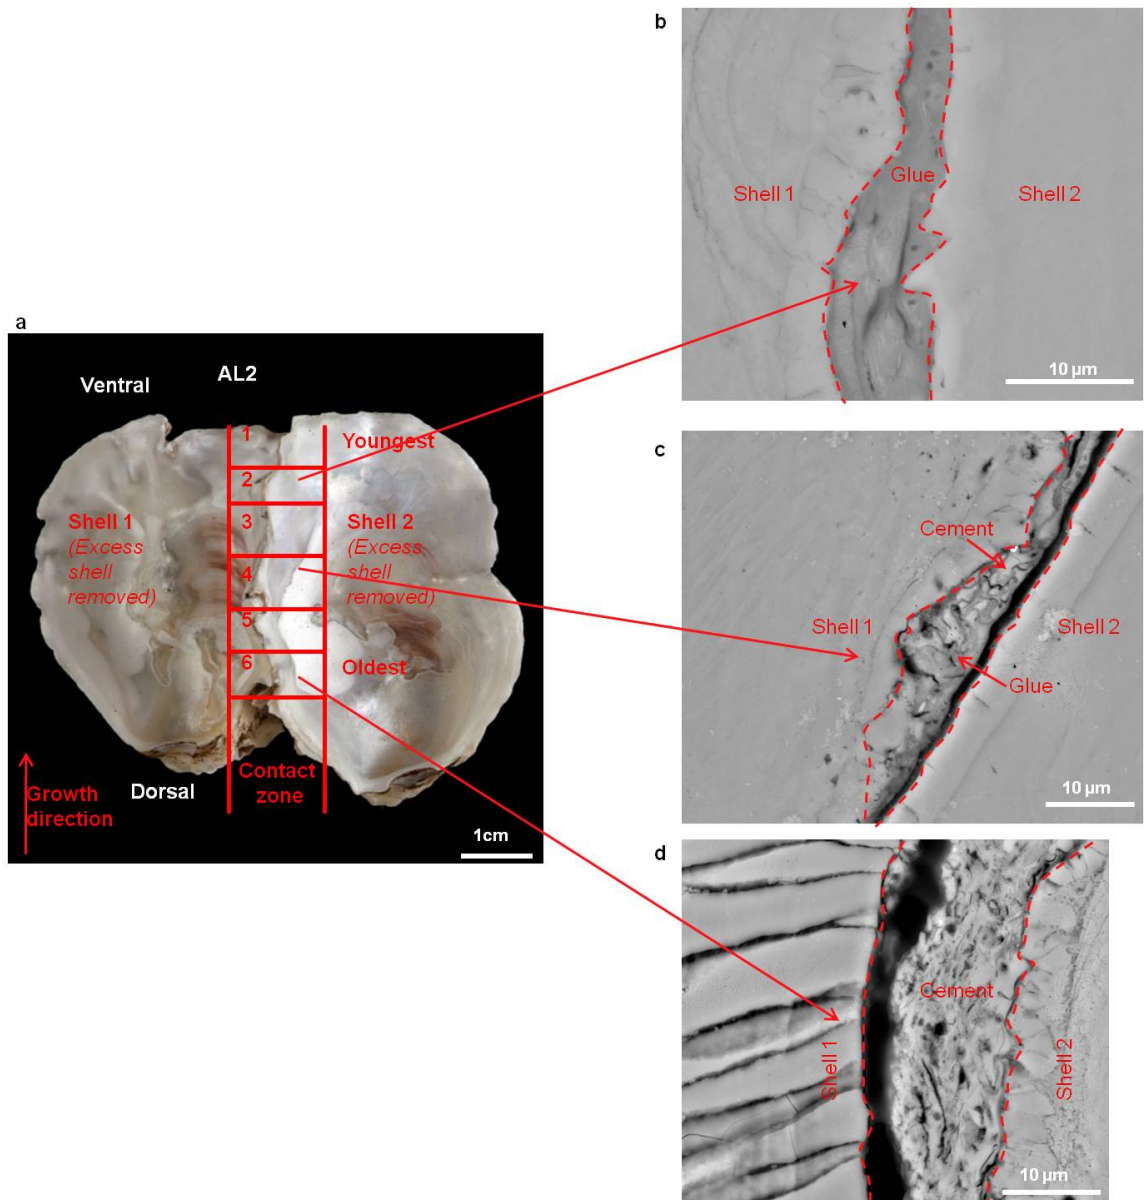 a
Ventral
AL2
1
2
3
4
5
6
Youngest
Shell 1
(Excess
shell
removed)
Shell 2
(Excess
shell
removed)
Oldest
Growth
direction
Dorsal
Contact
zone
1cm
b
Shell 1
Glue
Shell 2
10 µm
c
Cement
Shell 1
Shell 2
Glue
10 µm
d
Cement
Shell 1
Shell 2
10 µm